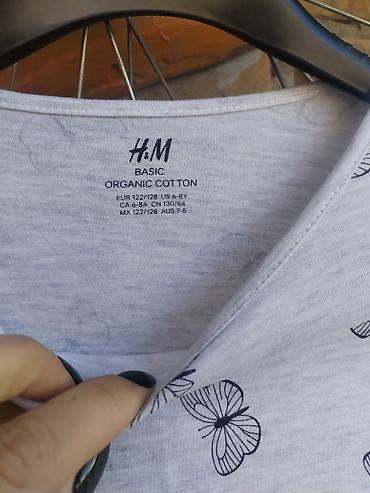 H&M
BASIC
ORGANIC COTTON
EUR 122/128 US 6-8Y
CA 6-8A CN 130/64
MX 122/128 AUS 7-8